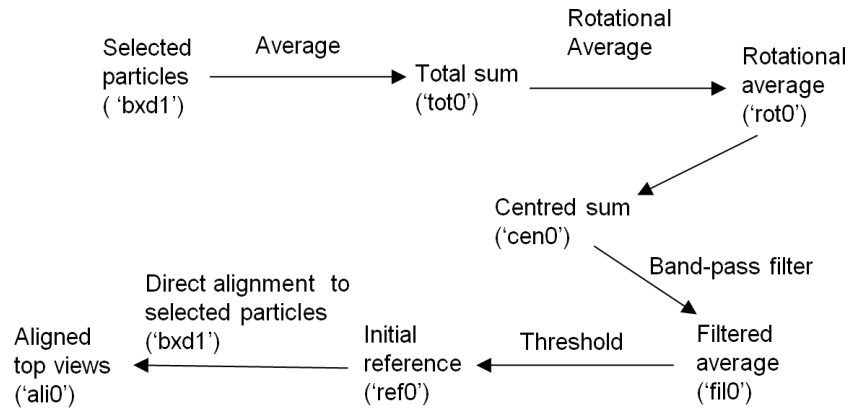 Selected
particles
( ‘bxd1’)
Average
Total sum
(‘tot0’)
Rotational
Average
Rotational
average
(‘rot0’)
Centred sum
(‘cen0’)
Band-pass filter
Filtered
average
(‘fil0’)
Threshold
Initial
reference
(‘ref0’)
Direct alignment to
selected particles
(‘bxd1’)
Aligned
top views
(‘ali0’)